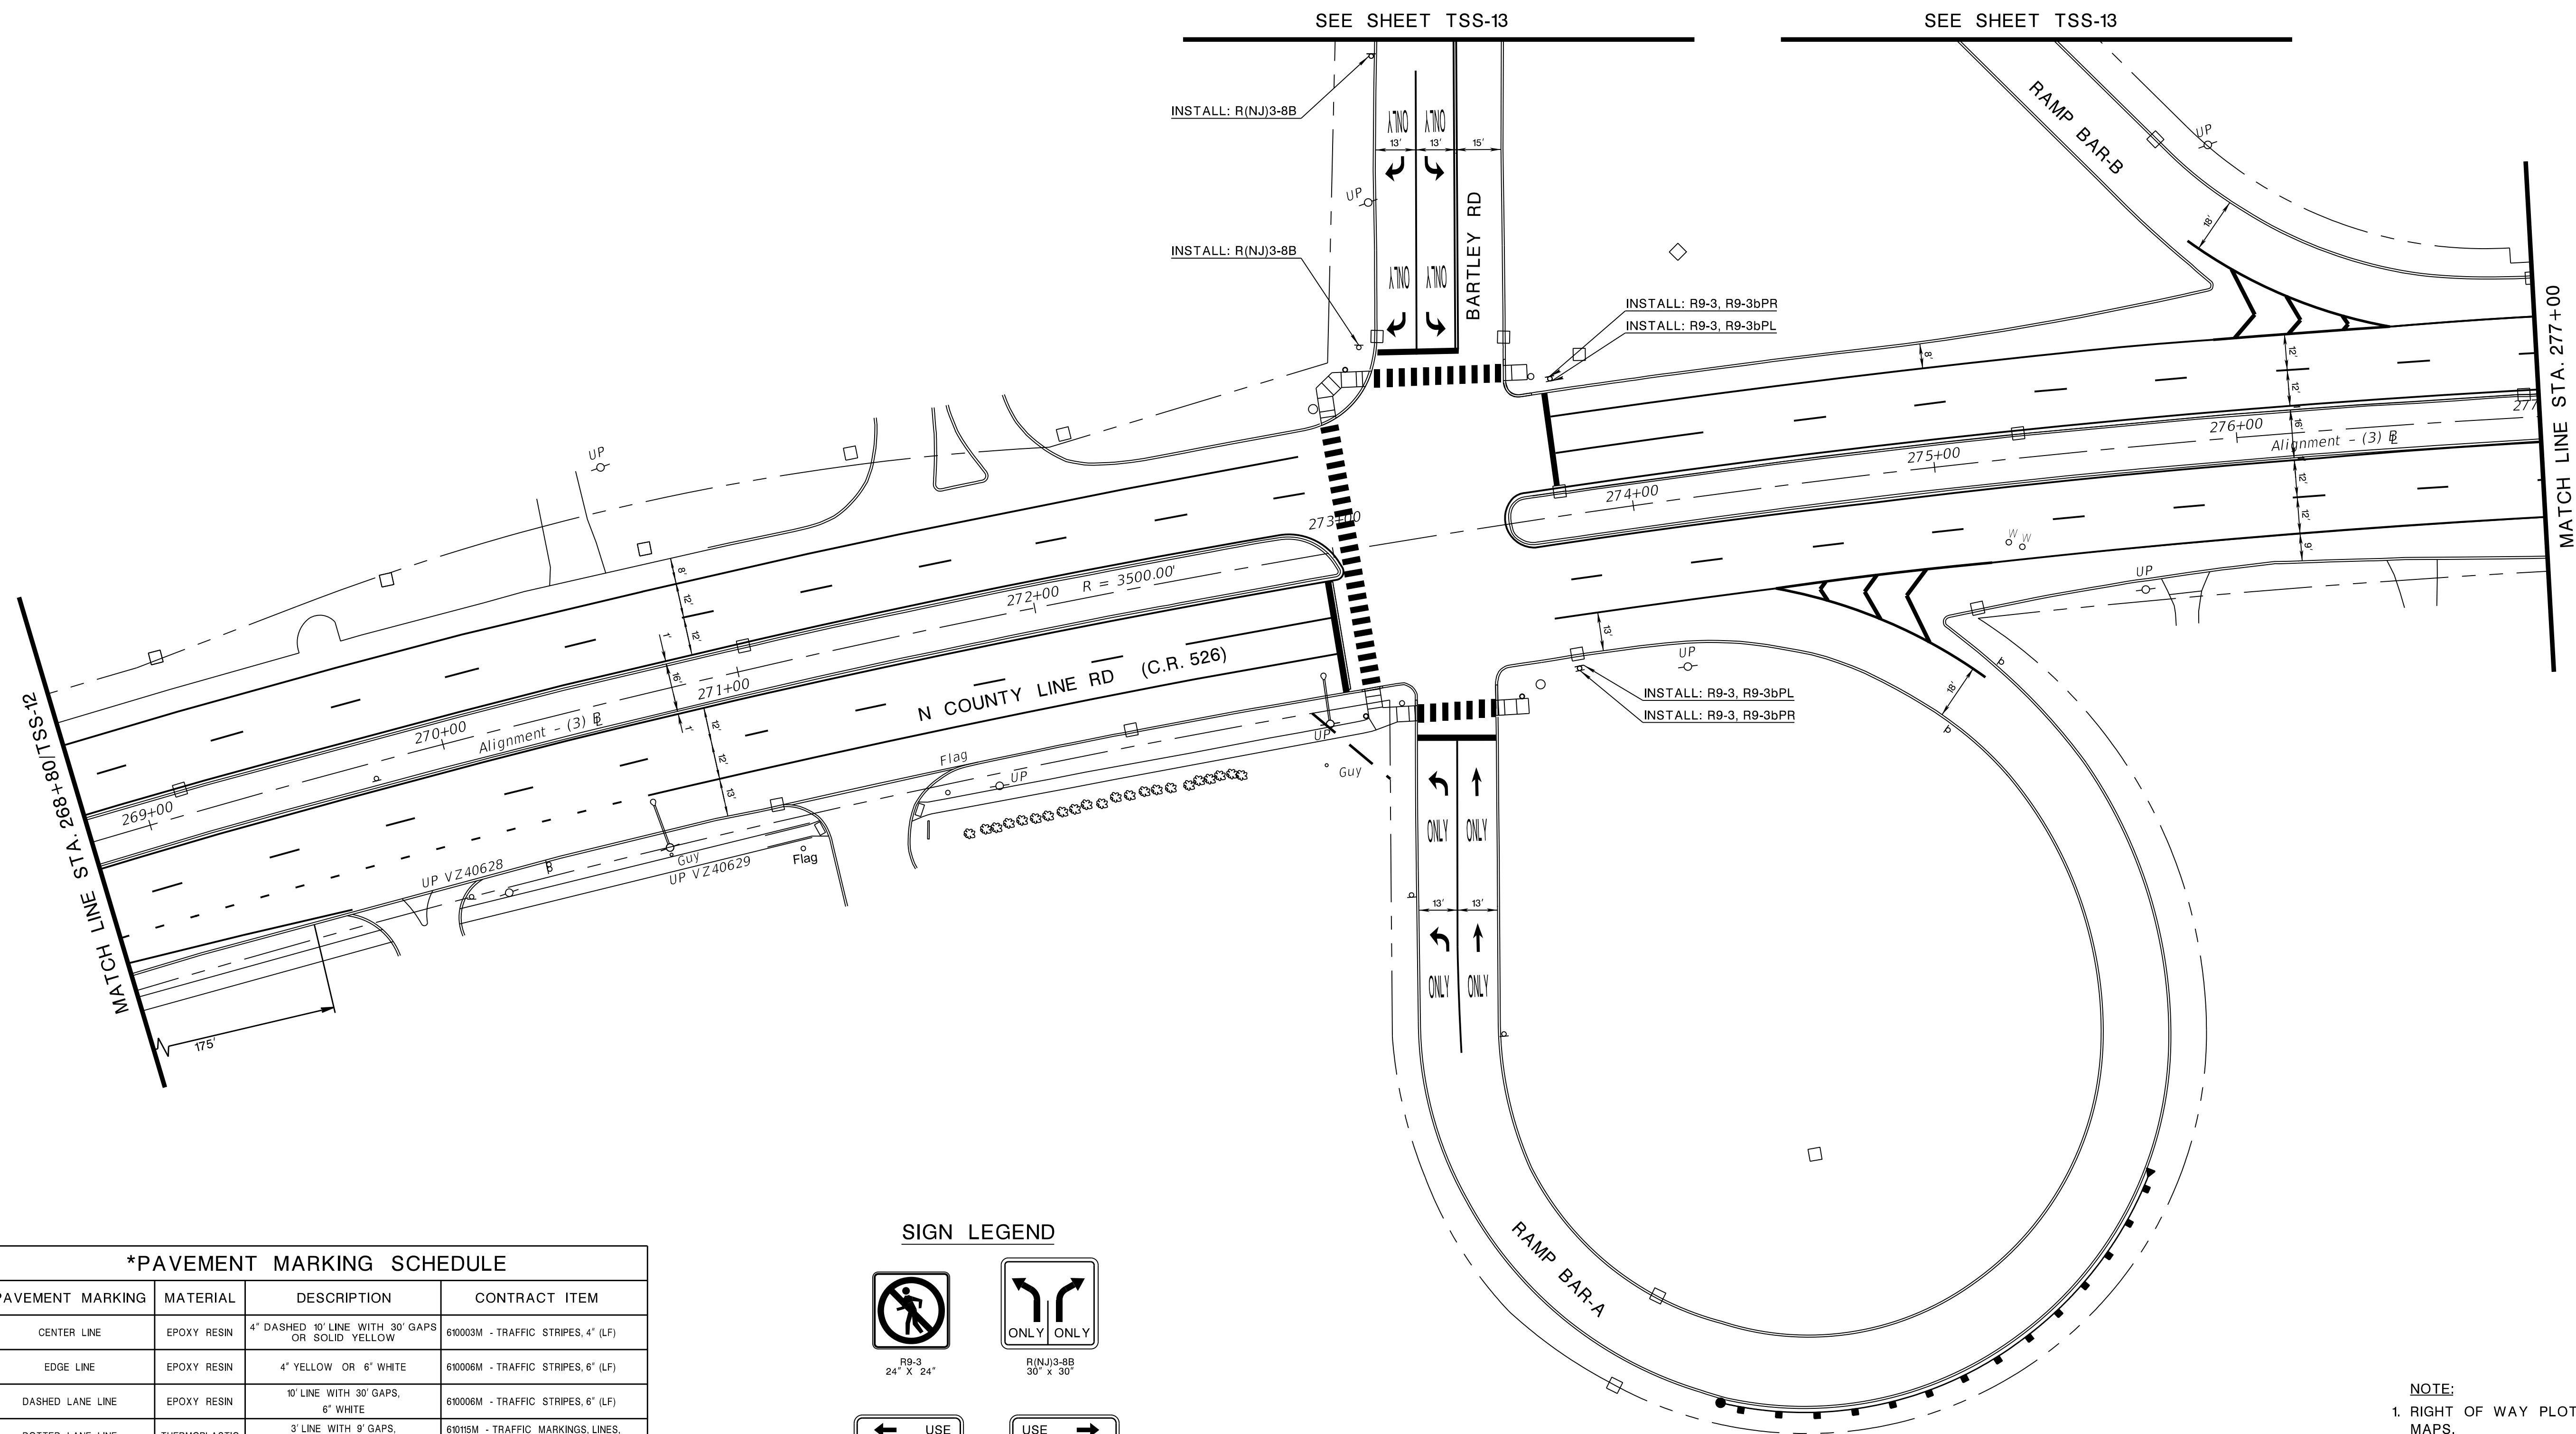 SEE SHEET TSS-13
SEE SHEET TSS-13
INSTALL: R(NJ)3-8B
ONLY
ONLY
13'
13'
15'
UP
BARTLEY RD
INSTALL: R(NJ)3-8B
ONLY
ONLY
RAMP BAR-B
UP
18'
INSTALL: R9-3, R9-3bPR
INSTALL: R9-3, R9-3bPL
MATCH LINE STA. 277+00
8'
12'
12'
16'
1'
12'
12'
9'
277
276+00
Alignment - (3) BL
275+00
274+00
273+00
W
W
UP
UP
8'
12'
12'
1'
16'
1'
12'
12'
13'
R = 3500.00'
272+00
271+00
270+00
269+00
Alignment - (3) BL
N COUNTY LINE RD (C.R. 526)
MATCH LINE STA. 268+80/TSS-12
13'
UP
INSTALL: R9-3, R9-3bPL
INSTALL: R9-3, R9-3bPR
18'
UP
Guy
Flag
UP
Guy
Flag
UP VZ40628
UP VZ40629
175'
ONLY
ONLY
13'
13'
ONLY
ONLY
RAMP BAR-A
*PAVEMENT MARKING SCHEDULE
PAVEMENT MARKING
MATERIAL
DESCRIPTION
CONTRACT ITEM
CENTER LINE
EPOXY RESIN
4" DASHED 10' LINE WITH 30' GAPS
OR SOLID YELLOW
610003M - TRAFFIC STRIPES, 4" (LF)
EDGE LINE
EPOXY RESIN
4" YELLOW OR 6" WHITE
610006M - TRAFFIC STRIPES, 6" (LF)
DASHED LANE LINE
EPOXY RESIN
10' LINE WITH 30' GAPS,
6" WHITE
610006M - TRAFFIC STRIPES, 6" (LF)
DOTTED LANE LINE
THERMOPLASTIC
3' LINE WITH 9' GAPS,
610115M - TRAFFIC MARKINGS, LINES,
SIGN LEGEND
ONLY
ONLY
R9-3
24" X 24"
R(NJ)3-8B
30" x 30"
USE
USE
NOTE:
1. RIGHT OF WAY PLOT
MAPS.